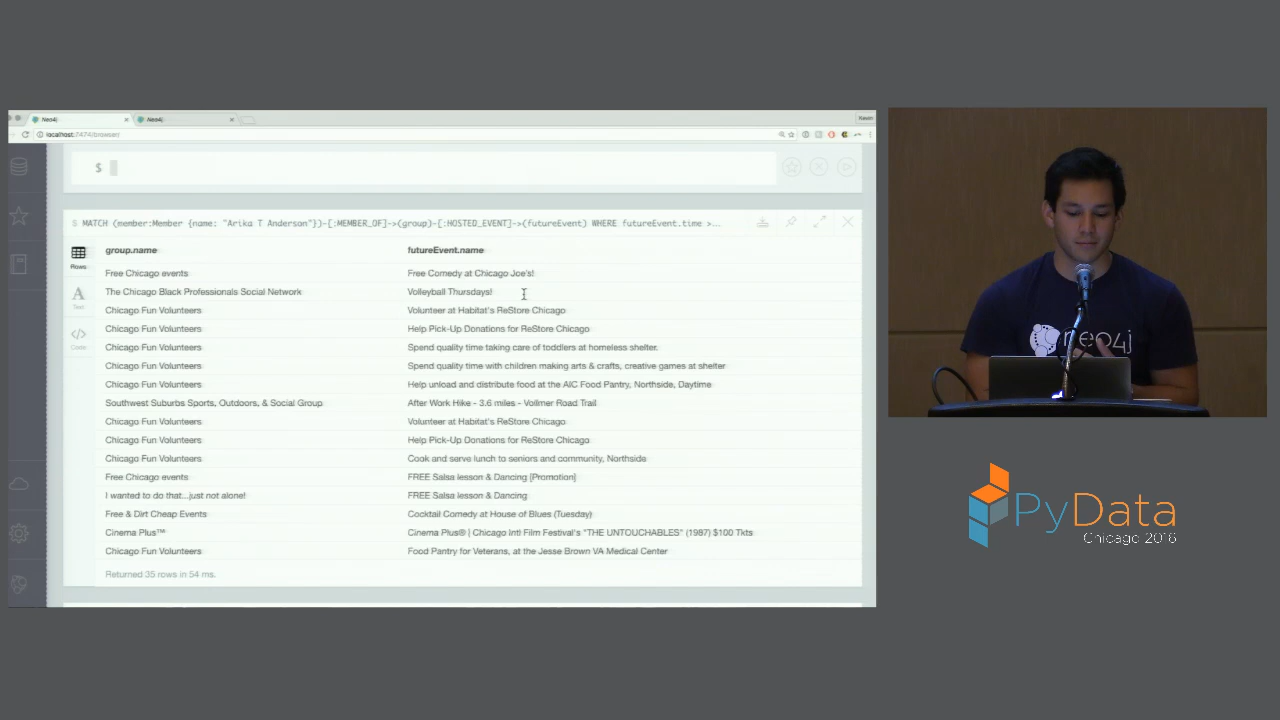 Neo4j
Neo4j
Kevin
localhost:7474/browser/
$
$ MATCH (member:Member {name: "Arika T Anderson"})-[:MEMBER_OF]->(group)-[:HOSTED_EVENT]->(futureEvent) WHERE futureEvent.time >...
group.name futureEvent.name
Rows
Free Chicago events Free Comedy at Chicago Joe's!
The Chicago Black Professionals Social Network Volleyball Thursdays!
Text
Chicago Fun Volunteers Volunteer at Habitat's ReStore Chicago
Chicago Fun Volunteers Help Pick-Up Donations for ReStore Chicago
Code
Chicago Fun Volunteers Spend quality time taking care of toddlers at homeless shelter.
Chicago Fun Volunteers Spend quality time with children making arts & crafts, creative games at shelter
Chicago Fun Volunteers Help unload and distribute food at the AIC Food Pantry, Northside, Daytime
Southwest Suburbs Sports, Outdoors, & Social Group After Work Hike - 3.6 miles - Vollmer Road Trail
Chicago Fun Volunteers Volunteer at Habitat's ReStore Chicago
Chicago Fun Volunteers Help Pick-Up Donations for ReStore Chicago
Chicago Fun Volunteers Cook and serve lunch to seniors and community, Northside
Free Chicago events FREE Salsa lesson & Dancing [Promotion]
I wanted to do that...just not alone! FREE Salsa lesson & Dancing
Free & Dirt Cheap Events Cocktail Comedy at House of Blues (Tuesday)
Cinema Plus™ Cinema Plus® | Chicago Intl Film Festival's "THE UNTOUCHABLES" (1987) $100 Tkts
Chicago Fun Volunteers Food Pantry for Veterans, at the Jesse Brown VA Medical Center
Returned 35 rows in 54 ms.
neo4j
PyData
Chicago 2016